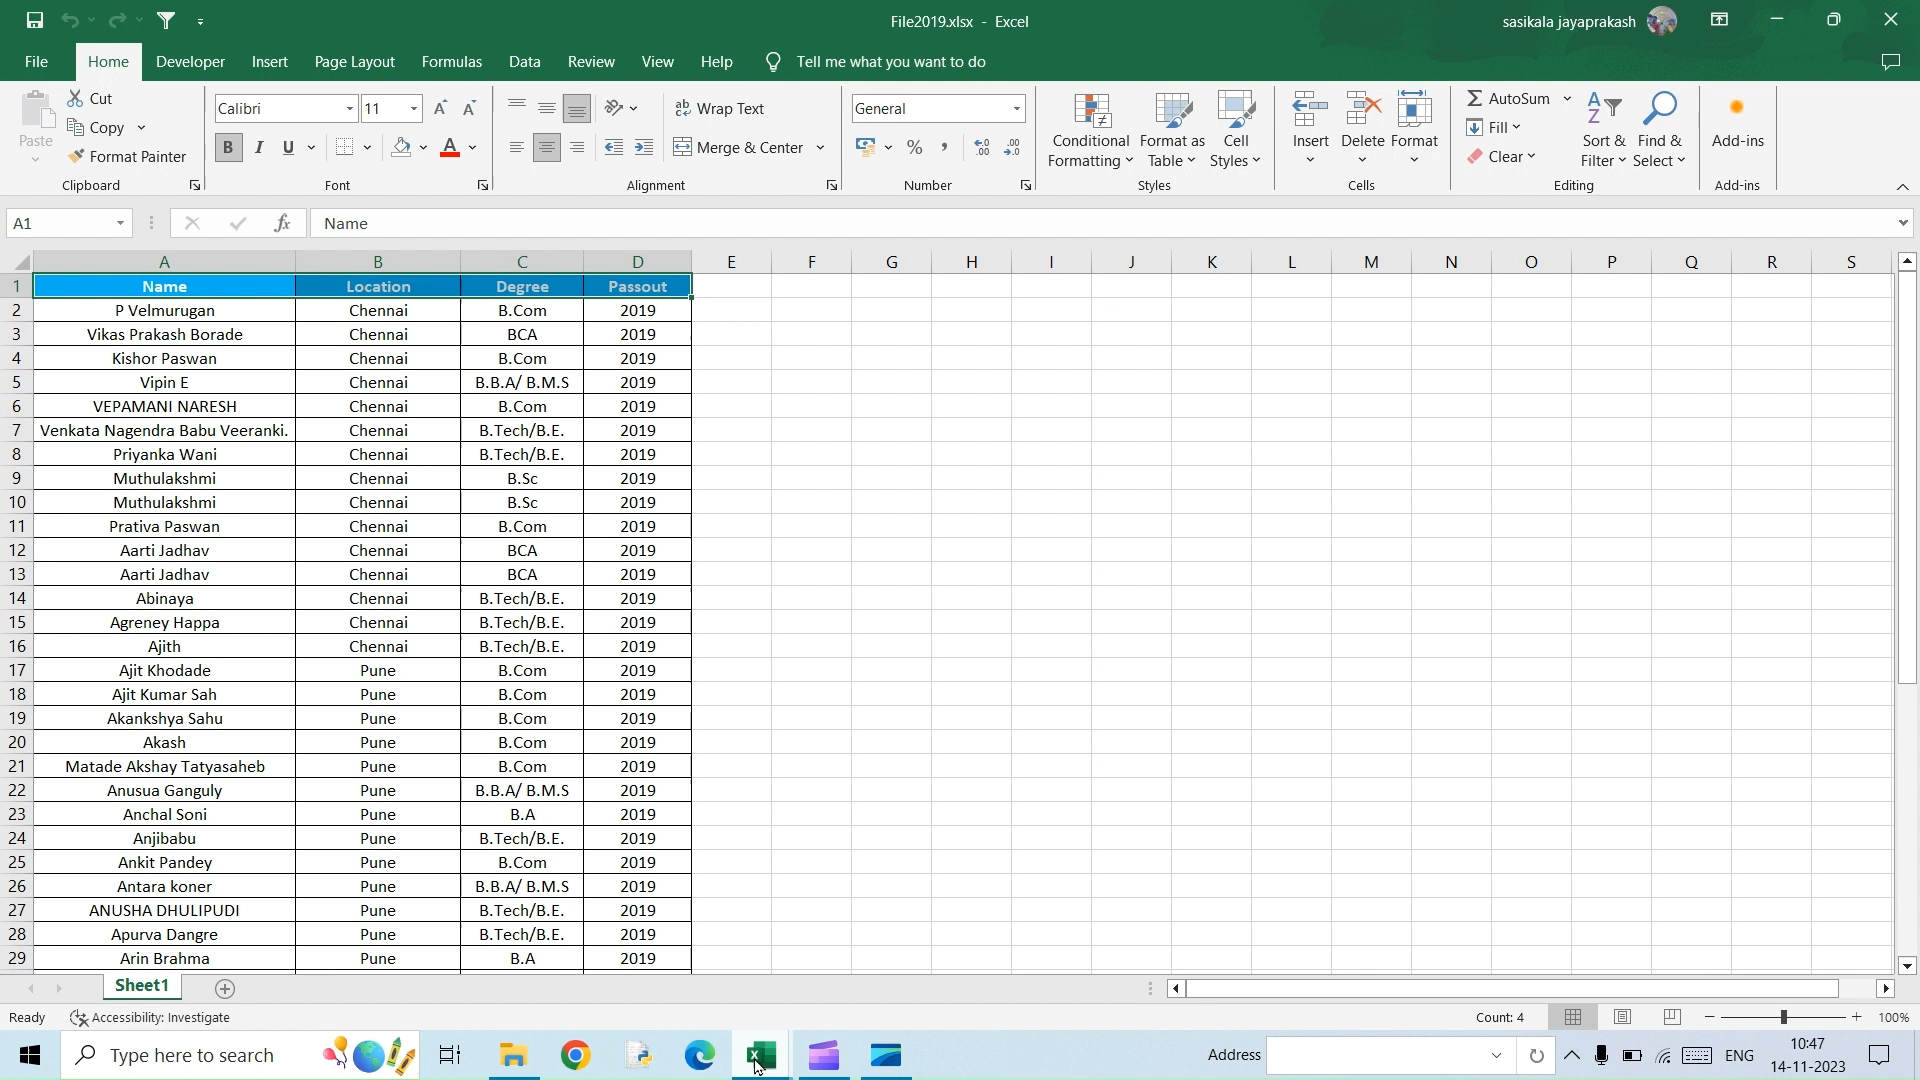 File2019.xlsx - Excel
sasikala jayaprakash
File Home Developer Insert Page Layout Formulas Data Review View Help Tell me what you want to do
Paste
Cut
Copy
Format Painter
Clipboard
Calibri 11
B I U A
Font
Wrap Text
Merge & Center
Alignment
General
% ,
Number
Conditional Formatting
Format as Table
Cell Styles
Styles
Insert Delete Format
Cells
AutoSum
Fill
Clear
Sort & Filter
Find & Select
Editing
Add-ins
Add-ins
A1 fx Name
A B C D E F G H I J K L M N O P Q R S
1 Name Location Degree Passout
2 P Velmurugan Chennai B.Com 2019
3 Vikas Prakash Borade Chennai BCA 2019
4 Kishor Paswan Chennai B.Com 2019
5 Vipin E Chennai B.B.A/ B.M.S 2019
6 VEPAMANI NARESH Chennai B.Com 2019
7 Venkata Nagendra Babu Veeranki. Chennai B.Tech/B.E. 2019
8 Priyanka Wani Chennai B.Tech/B.E. 2019
9 Muthulakshmi Chennai B.Sc 2019
10 Muthulakshmi Chennai B.Sc 2019
11 Prativa Paswan Chennai B.Com 2019
12 Aarti Jadhav Chennai BCA 2019
13 Aarti Jadhav Chennai BCA 2019
14 Abinaya Chennai B.Tech/B.E. 2019
15 Agreney Happa Chennai B.Tech/B.E. 2019
16 Ajith Chennai B.Tech/B.E. 2019
17 Ajit Khodade Pune B.Com 2019
18 Ajit Kumar Sah Pune B.Com 2019
19 Akankshya Sahu Pune B.Com 2019
20 Akash Pune B.Com 2019
21 Matade Akshay Tatyasaheb Pune B.Com 2019
22 Anusua Ganguly Pune B.B.A/ B.M.S 2019
23 Anchal Soni Pune B.A 2019
24 Anjibabu Pune B.Tech/B.E. 2019
25 Ankit Pandey Pune B.Com 2019
26 Antara koner Pune B.B.A/ B.M.S 2019
27 ANUSHA DHULIPUDI Pune B.Tech/B.E. 2019
28 Apurva Dangre Pune B.Tech/B.E. 2019
29 Arin Brahma Pune B.A 2019
Sheet1
Ready Accessibility: Investigate Count: 4 100%
Type here to search Address ENG 10:47
14-11-2023